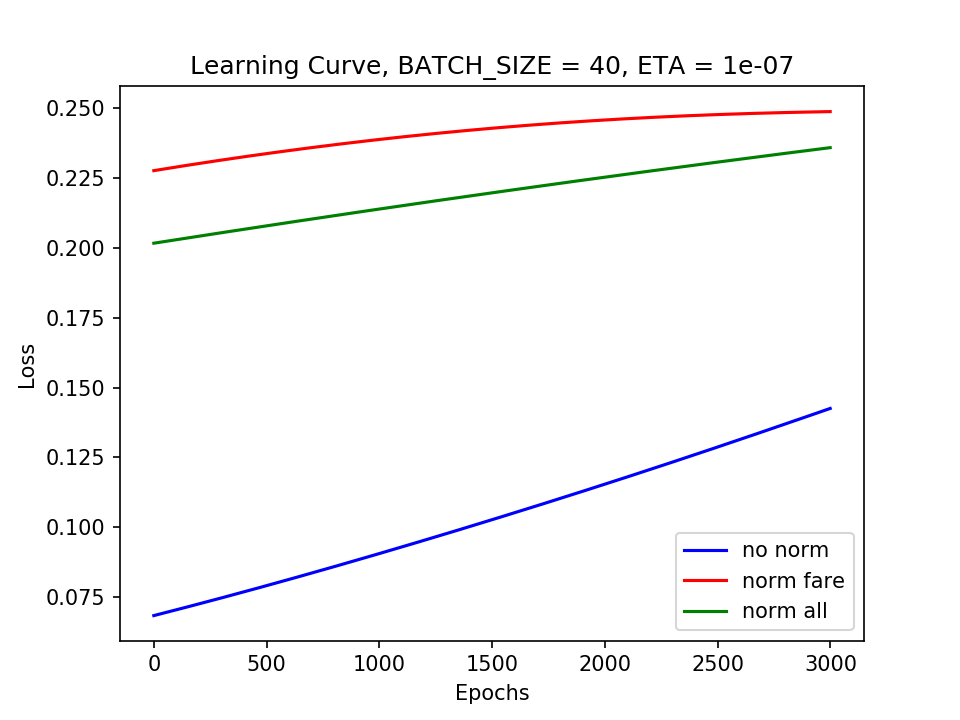 Learning Curve, BATCH_SIZE = 40, ETA = 1e-07
0.250
0.225
0.200
0.175
0.150
0.125
0.100
0.075
Loss
0 500 1000 1500 2000 2500 3000
Epochs
no norm
norm fare
norm all